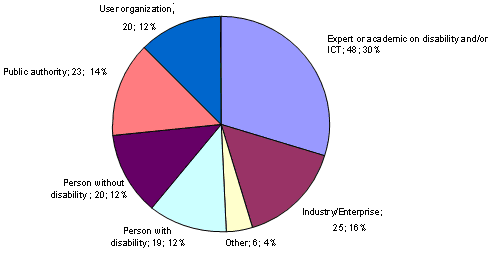 User organization;
20; 12%
Expert or academic on disability and/or
ICT; 48; 30%
Public authority; 23; 14%
Person without
disability ; 20; 12%
Industry/Enterprise;
25; 16%
Person with
disability; 19; 12%
Other; 6; 4%